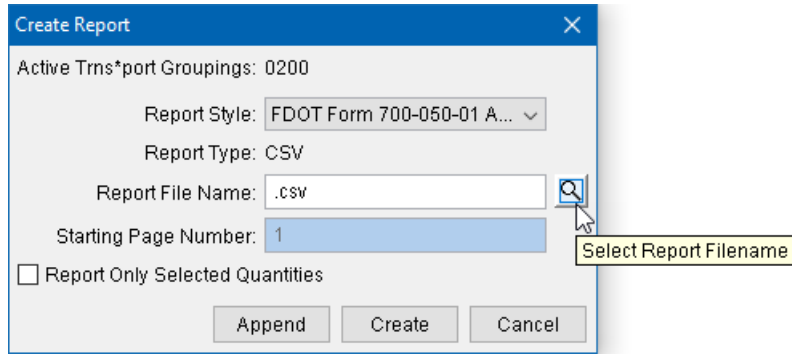 Create Report
Active Trns*port Groupings: 0200
Report Style: FDOT Form 700-050-01 A...
Report Type: CSV
Report File Name: .csv
Starting Page Number: 1
Select Report Filename
Report Only Selected Quantities
Append Create Cancel